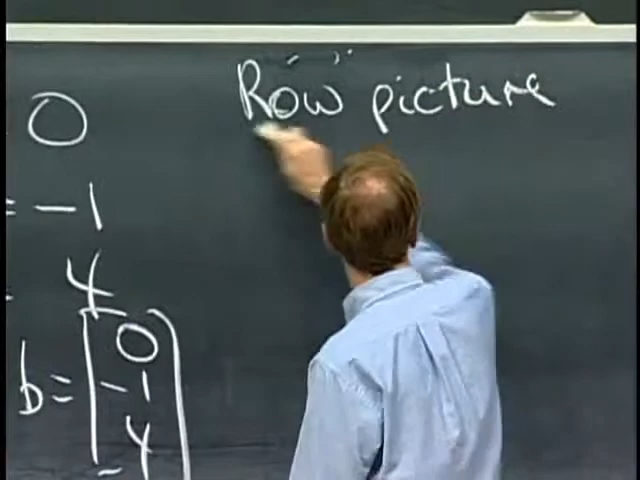 Row picture
0
= -1
4
b = [0
-1
4]